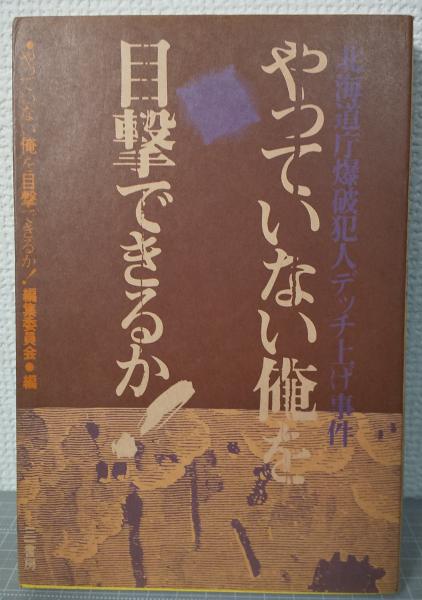 北海道庁爆破犯人デッチ上げ事件
やっていない俺を
目撃できるか!
●やっていない俺を目撃できるか!編集委員会●編
三一書房